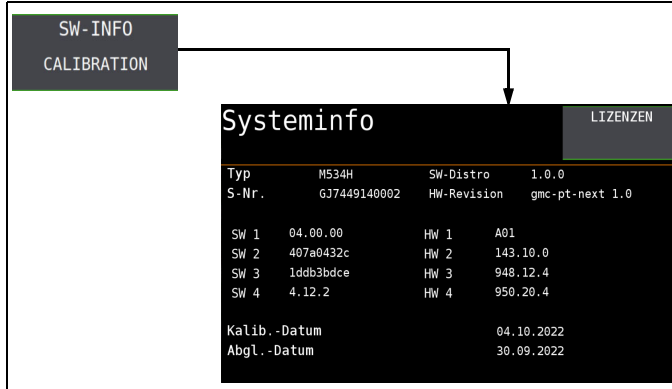 SW-INFO
CALIBRATION
Systeminfo
LIZENZEN
Typ M534H SW-Distro 1.0.0
S-Nr. GJ7449140002 HW-Revision gmc-pt-next 1.0
SW 1 04.00.00 HW 1 A01
SW 2 407a0432c HW 2 143.10.0
SW 3 1ddb3bdce HW 3 948.12.4
SW 4 4.12.2 HW 4 950.20.4
Kalib.-Datum 04.10.2022
Abgl.-Datum 30.09.2022